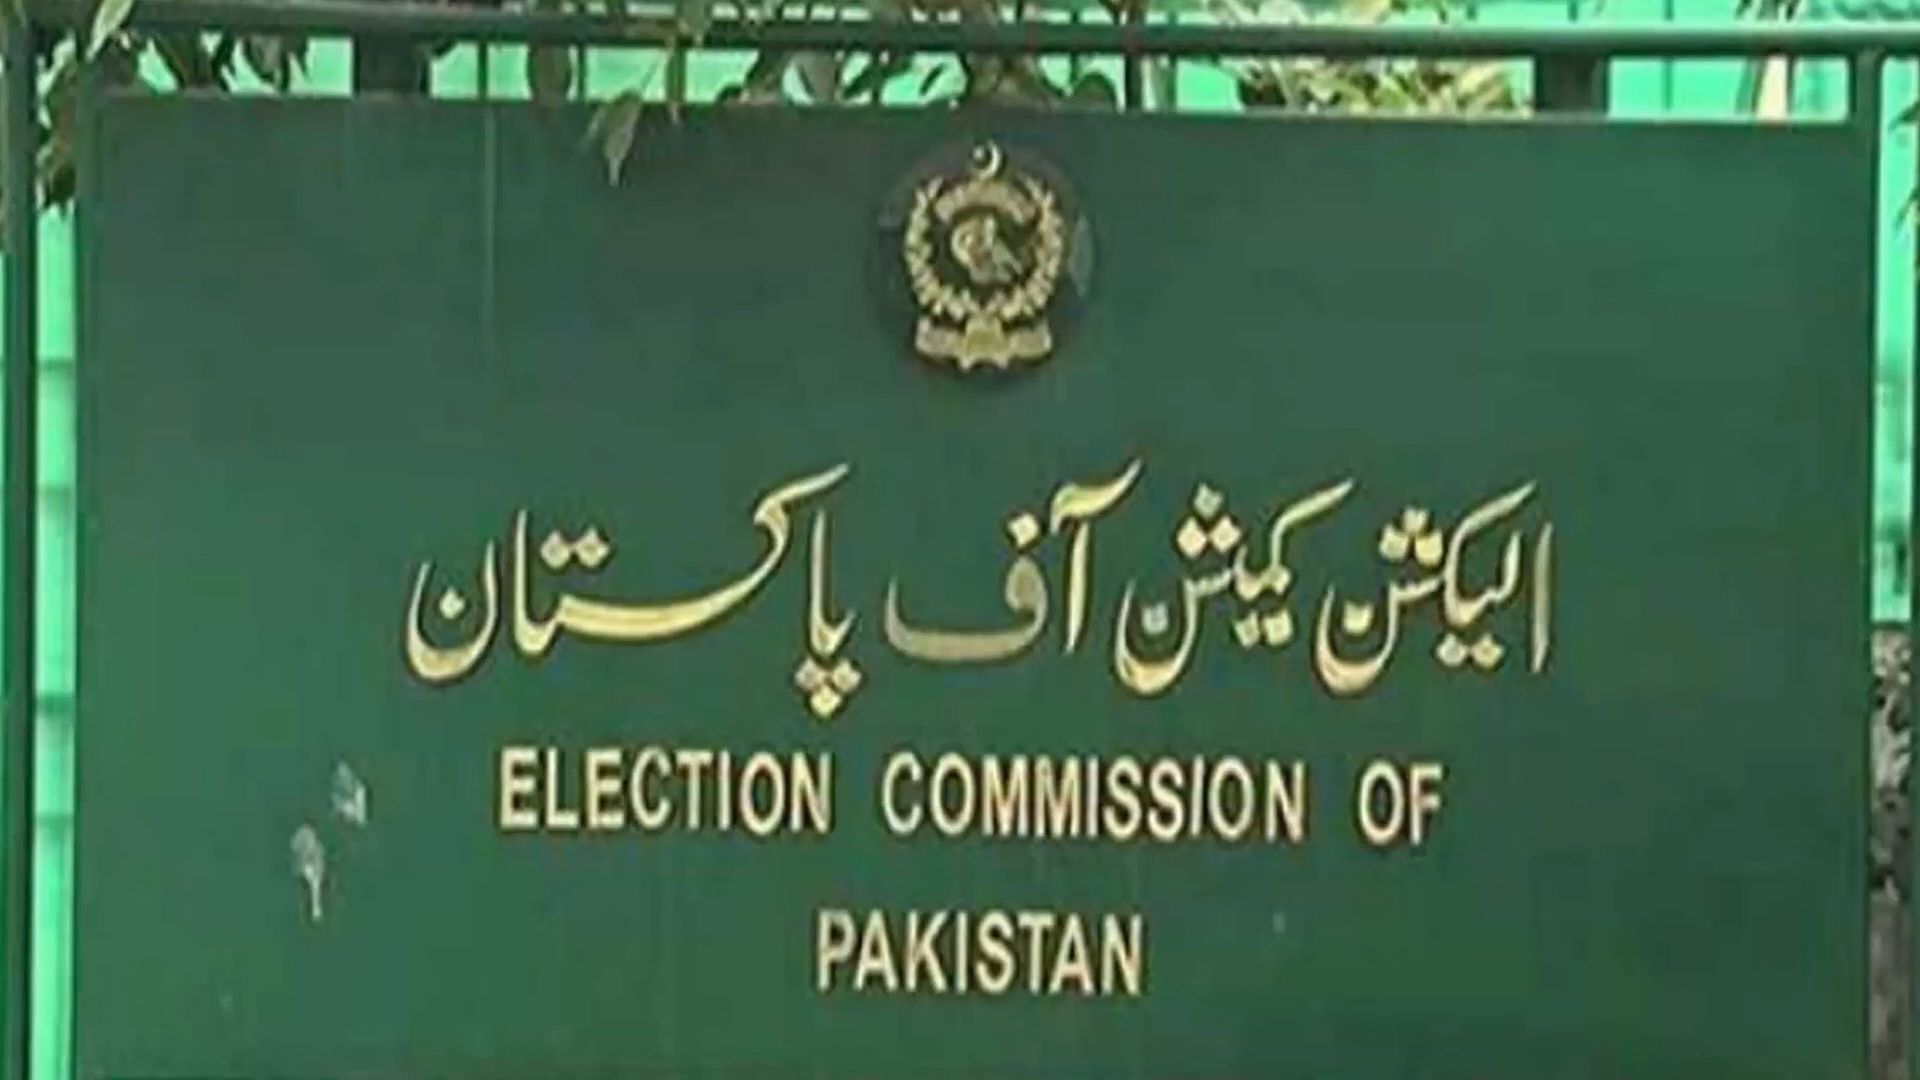 الیکشن کمیشن آف پاکستان
ELECTION COMMISSION OF
PAKISTAN